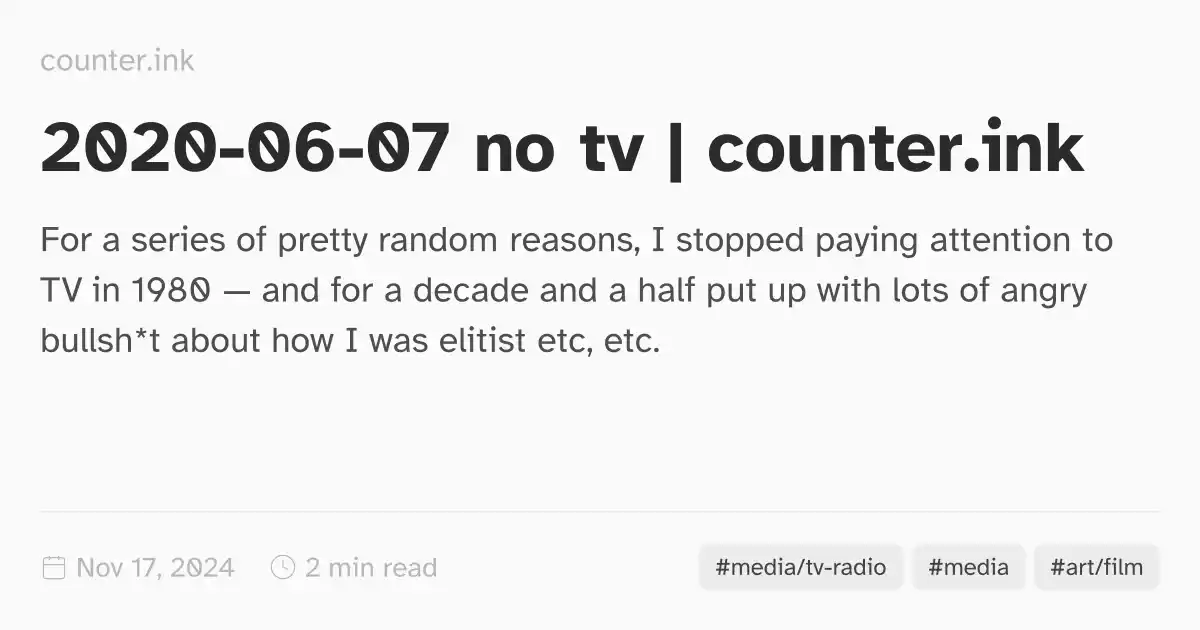 counter.ink
2020-06-07 no tv | counter.ink
For a series of pretty random reasons, I stopped paying attention to
TV in 1980 — and for a decade and a half put up with lots of angry
bullsh*t about how I was elitist etc, etc.
Nov 17, 2024 2 min read #media/tv-radio #media #art/film